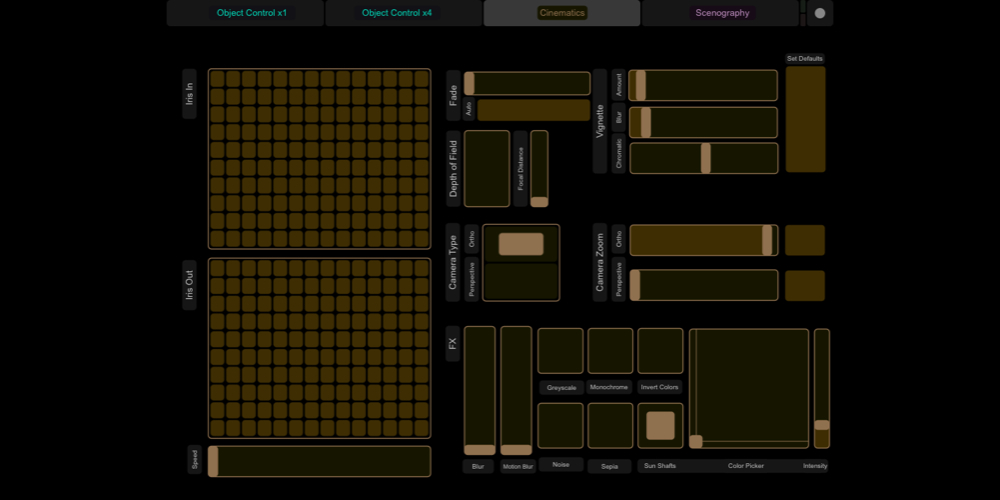 Object Control x1
Object Control x4
Cinematics
Scenography
Set Defaults
Iris In
Fade
Auto
Vignette
Amount
Blur
Chromatic
Depth of Field
Focal Distance
Camera Type
Ortho
Perspective
Camera Zoom
Ortho
Perspective
Iris Out
FX
Greyscale
Monochrome
Invert Colors
Speed
Blur
Motion Blur
Noise
Sepia
Sun Shafts
Color Picker
Intensity